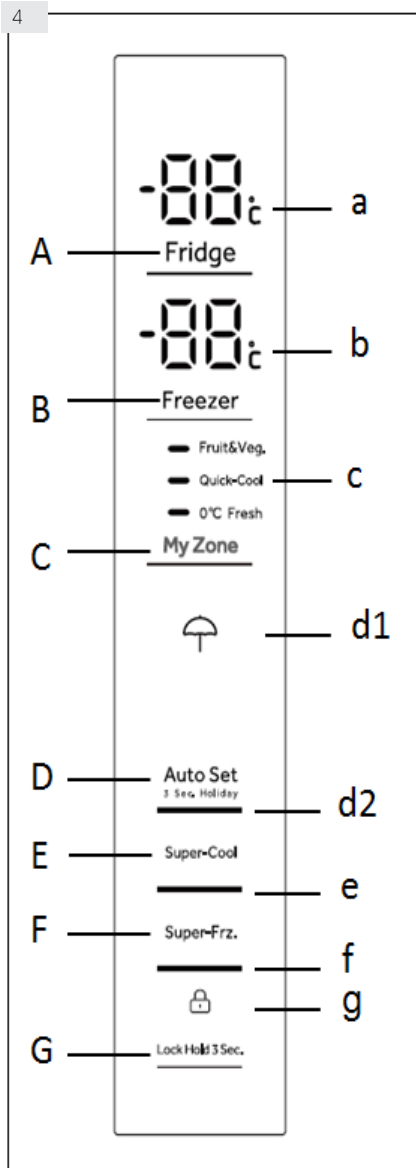 4
-88°c
a
A
Fridge
-88°c
b
B
Freezer
Fruit&Veg.
Quick-Cool
c
0°C Fresh
C
My Zone
d1
D
Auto Set
3 Sec. Holiday
d2
E
Super-Cool
e
F
Super-Frz.
f
g
G
Lock Hold 3 Sec.